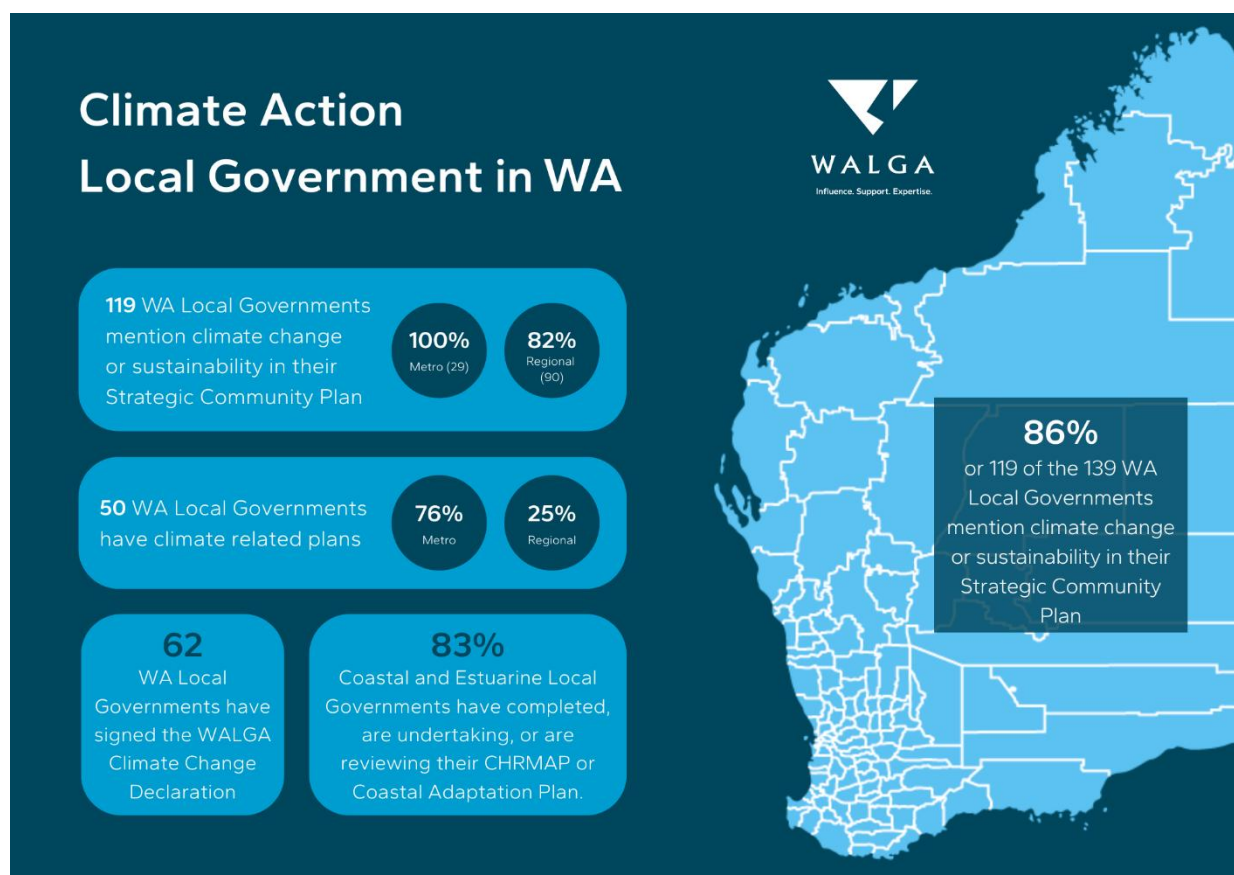 Climate Action
Local Government in WA
WALGA
Influence. Support. Expertise.
119 WA Local Governments
mention climate change
or sustainability in their
Strategic Community Plan
100%
Metro (29)
82%
Regional
(90)
50 WA Local Governments
have climate related plans
76%
Metro
25%
Regional
62
WA Local
Governments have
signed the WALGA
Climate Change
Declaration
83%
Coastal and Estuarine Local
Governments have completed,
are undertaking, or are
reviewing their CHRMAP or
Coastal Adaptation Plan.
86%
or 119 of the 139 WA
Local Governments
mention climate change
or sustainability in their
Strategic Community
Plan